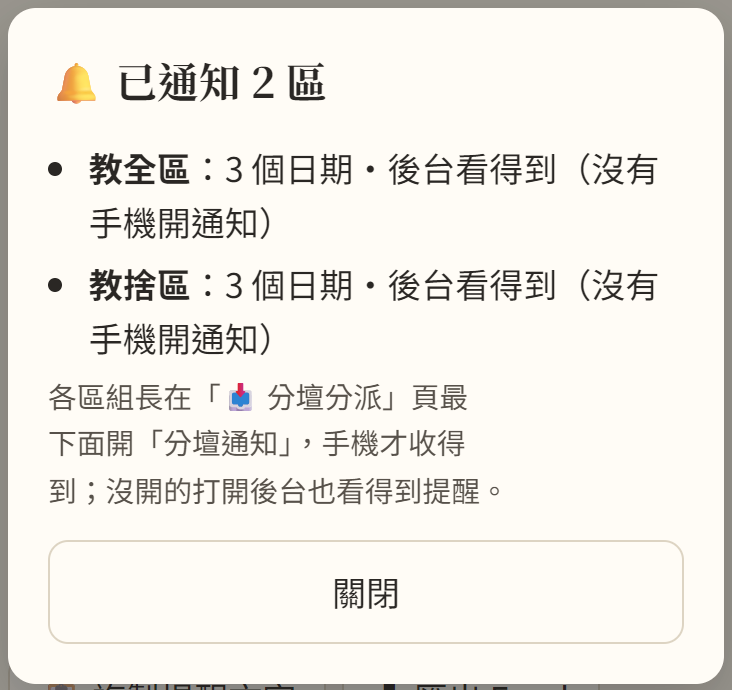 已通知 2 區
教全區：3 個日期・後台看得到（沒有
手機開通知）
教捨區：3 個日期・後台看得到（沒有
手機開通知）
各區組長在「📥 分壇分派」頁最
下面開「分壇通知」，手機才收得
到；沒開的打開後台也看得到提醒。
關閉